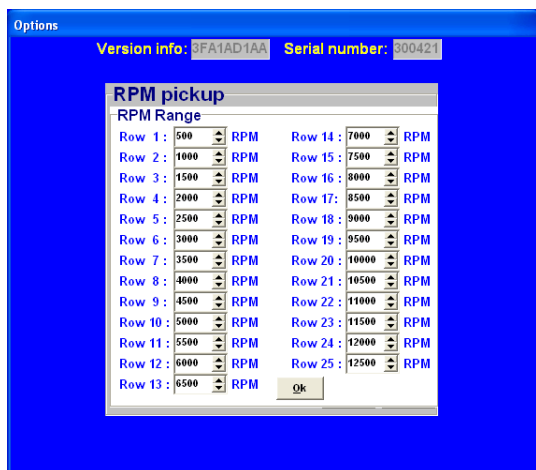 Options
Version info: 3FA1AD1AA Serial number: 300421
RPM pickup
RPM Range
Row 1 : 500 RPM
Row 2 : 1000 RPM
Row 3 : 1500 RPM
Row 4 : 2000 RPM
Row 5 : 2500 RPM
Row 6 : 3000 RPM
Row 7 : 3500 RPM
Row 8 : 4000 RPM
Row 9 : 4500 RPM
Row 10 : 5000 RPM
Row 11 : 5500 RPM
Row 12 : 6000 RPM
Row 13 : 6500 RPM
Row 14 : 7000 RPM
Row 15 : 7500 RPM
Row 16 : 8000 RPM
Row 17: 8500 RPM
Row 18 : 9000 RPM
Row 19 : 9500 RPM
Row 20 : 10000 RPM
Row 21 : 10500 RPM
Row 22 : 11000 RPM
Row 23 : 11500 RPM
Row 24 : 12000 RPM
Row 25 : 12500 RPM
Ok